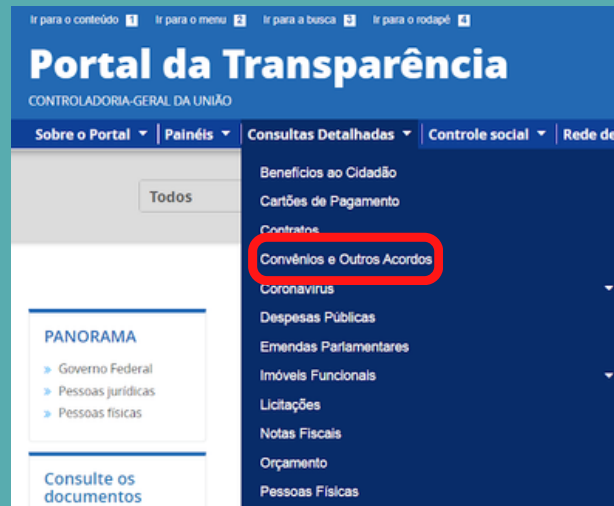 Ir para o conteúdo 1 Ir para o menu 2 Ir para a busca 3 Ir para o rodapé 4
Portal da Transparência
CONTROLADORIA-GERAL DA UNIÃO
Sobre o Portal Painéis Consultas Detalhadas Controle social Rede de
Todos
Benefícios ao Cidadão
Cartões de Pagamento
Contratos
Convênios e Outros Acordos
Coronavírus
Despesas Públicas
Emendas Parlamentares
Imóveis Funcionais
Licitações
Notas Fiscais
Orçamento
Pessoas Físicas
PANORAMA
» Governo Federal
» Pessoas jurídicas
» Pessoas físicas
Consulte os
documentos